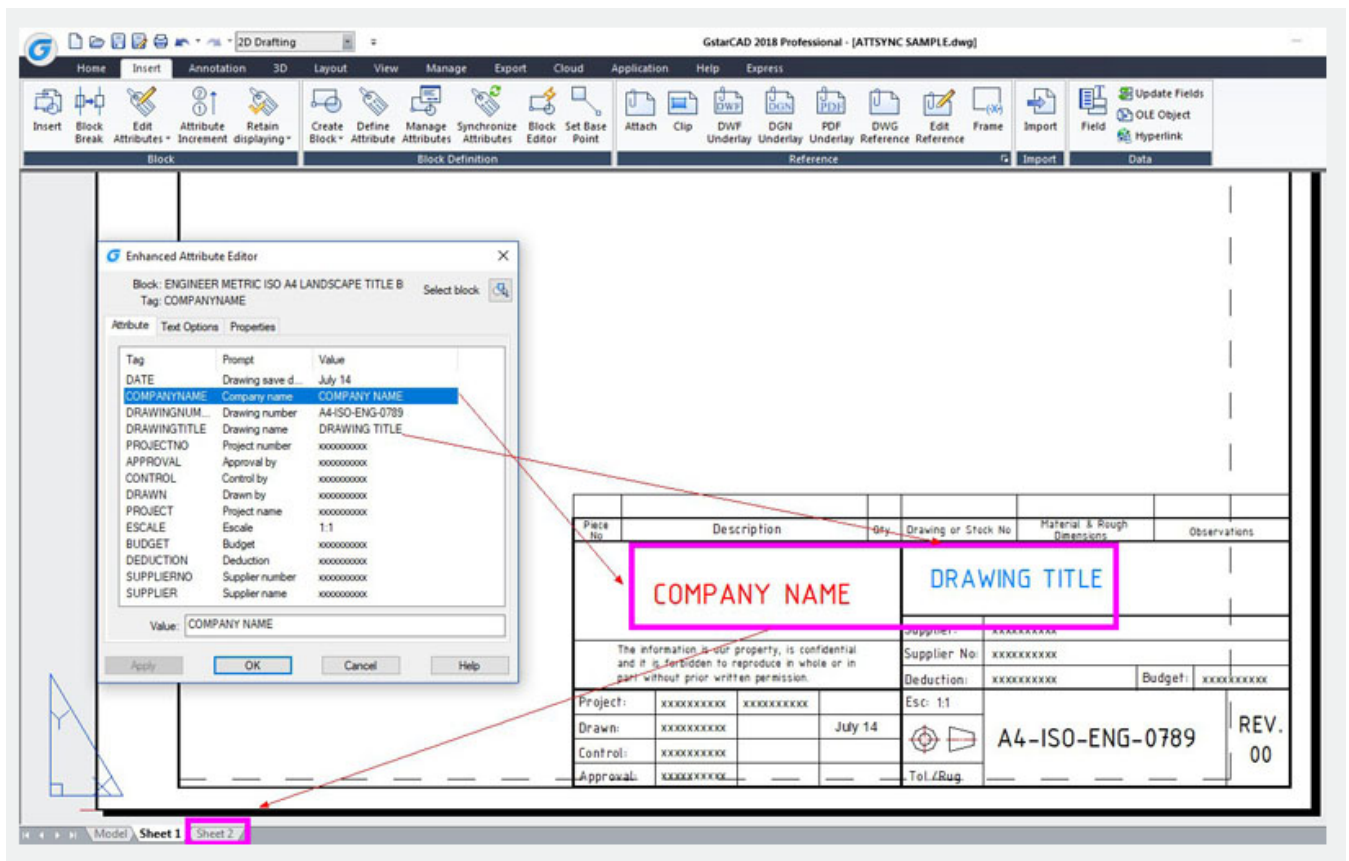 2D Drafting
GstarCAD 2018 Professional - [ATTSYNC SAMPLE.dwg]
Home Insert Annotation 3D Layout View Manage Export Cloud Application Help Express
Insert
Block Break
Edit Attributes
Attribute Increment
Retain displaying
Create Block
Define Attribute
Manage Attributes
Synchronize Attributes
Block Editor
Set Base Point
Attach
Clip
DWF Underlay
DGN Underlay
PDF Underlay
DWG Reference
Edit Reference
Frame
Import
Field
Update Fields
OLE Object
Hyperlink
Block Block Definition Reference Import Data
Enhanced Attribute Editor
Block: ENGINEER METRIC ISO A4 LANDSCAPE TITLE B
Tag: COMPANYNAME
Select block
Attribute Text Options Properties
Tag Prompt Value
DATE Drawing save d... July 14
COMPANYNAME Company name COMPANY NAME
DRAWINGNUM... Drawing number A4-ISO-ENG-0789
DRAWINGTITLE Drawing name DRAWING TITLE
PROJECTNO Project number xxxxxxxxxx
APPROVAL Approval by xxxxxxxxxx
CONTROL Control by xxxxxxxxxx
DRAWN Drawn by xxxxxxxxxx
PROJECT Project name xxxxxxxxxx
ESCALE Escale 1:1
BUDGET Budget xxxxxxxxxx
DEDUCTION Deduction xxxxxxxxxx
SUPPLIERNO Supplier number xxxxxxxxxx
SUPPLIER Supplier name xxxxxxxxxx
Value: COMPANY NAME
Apply OK Cancel Help
Piece No
Description
Qty
Drawing or Stock No
Material & Rough Dimensions
Observations
COMPANY NAME
DRAWING TITLE
Supplier: xxxxxxxxxx
The information is our property, is confidential
and it is forbidden to reproduce in whole or in
part without prior written permission.
Supplier No: xxxxxxxxxx
Deduction: xxxxxxxxxx Budget: xxxxxxxxxx
Project: xxxxxxxxxx xxxxxxxxxx
Esc: 1:1
Drawn: xxxxxxxxxx July 14
Control: xxxxxxxxxx
Approval: xxxxxxxxxx
Tol./Rug.
A4-ISO-ENG-0789
REV.
00
X
Y
Model Sheet 1 Sheet 2